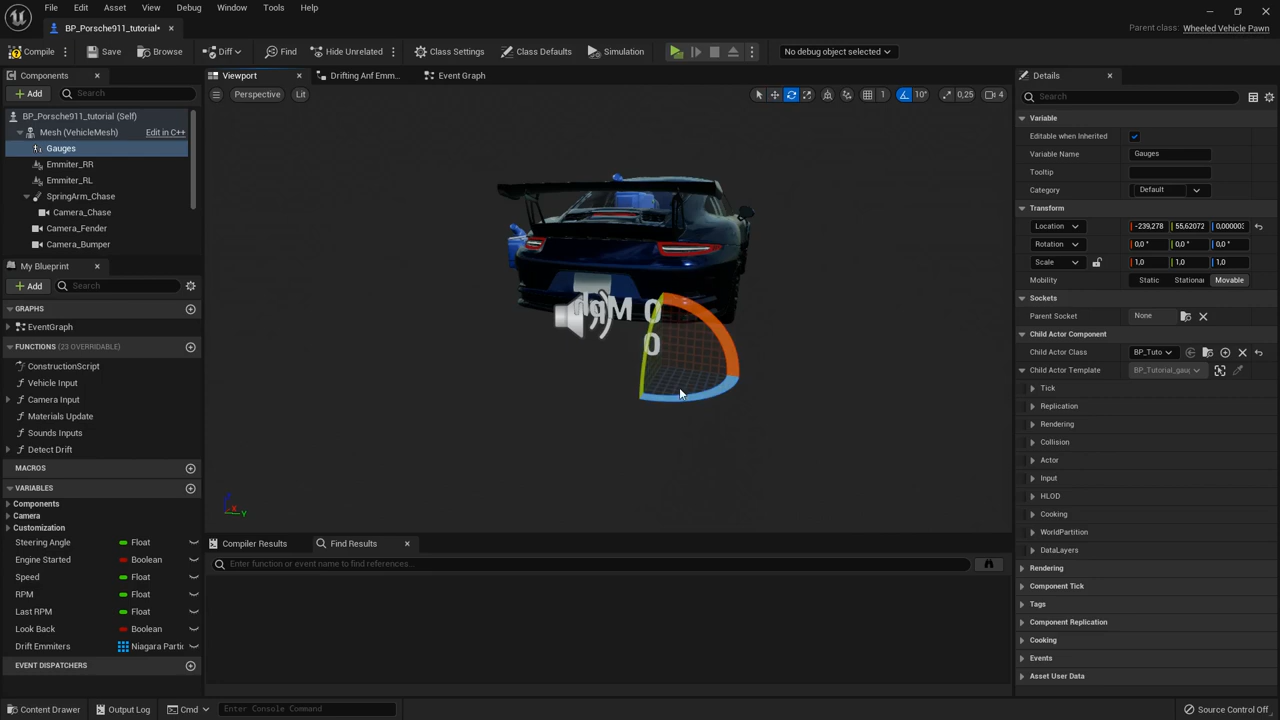 File Edit Asset View Debug Window Tools Help
BP_Porsche911_tutorial•
Parent class: Wheeled Vehicle Pawn
Compile Save Browse Diff Find Hide Unrelated Class Settings Class Defaults Simulation No debug object selected
Components
Add Search
BP_Porsche911_tutorial (Self)
Mesh (VehicleMesh) Edit in C++
Gauges
Emmiter_RR
Emmiter_RL
SpringArm_Chase
Camera_Chase
Camera_Fender
Camera_Bumper
My Blueprint
Add Search
GRAPHS
EventGraph
FUNCTIONS (23 OVERRIDABLE)
ConstructionScript
Vehicle Input
Camera Input
Materials Update
Sounds Inputs
Detect Drift
MACROS
VARIABLES
Components
Camera
Customization
Steering Angle Float
Engine Started Boolean
Speed Float
RPM Float
Last RPM Float
Look Back Boolean
Drift Emmiters Niagara Partic
EVENT DISPATCHERS
Viewport Drifting Anf Emm... Event Graph
Perspective Lit 1 10° 0,25 4
0
0
Compiler Results Find Results
Enter function or event name to find references...
Details
Search
Variable
Editable when Inherited
Variable Name Gauges
Tooltip
Category Default
Transform
Location -239,278 55,62072 0,000003
Rotation 0,0 ° 0,0 ° 0,0 °
Scale 1,0 1,0 1,0
Mobility Static Stationar Movable
Sockets
Parent Socket None
Child Actor Component
Child Actor Class BP_Tuto
Child Actor Template BP_Tutorial_gau
Tick
Replication
Rendering
Collision
Actor
Input
HLOD
Cooking
WorldPartition
DataLayers
Rendering
Component Tick
Tags
Component Replication
Cooking
Events
Asset User Data
Content Drawer Output Log Cmd Enter Console Command Source Control Off